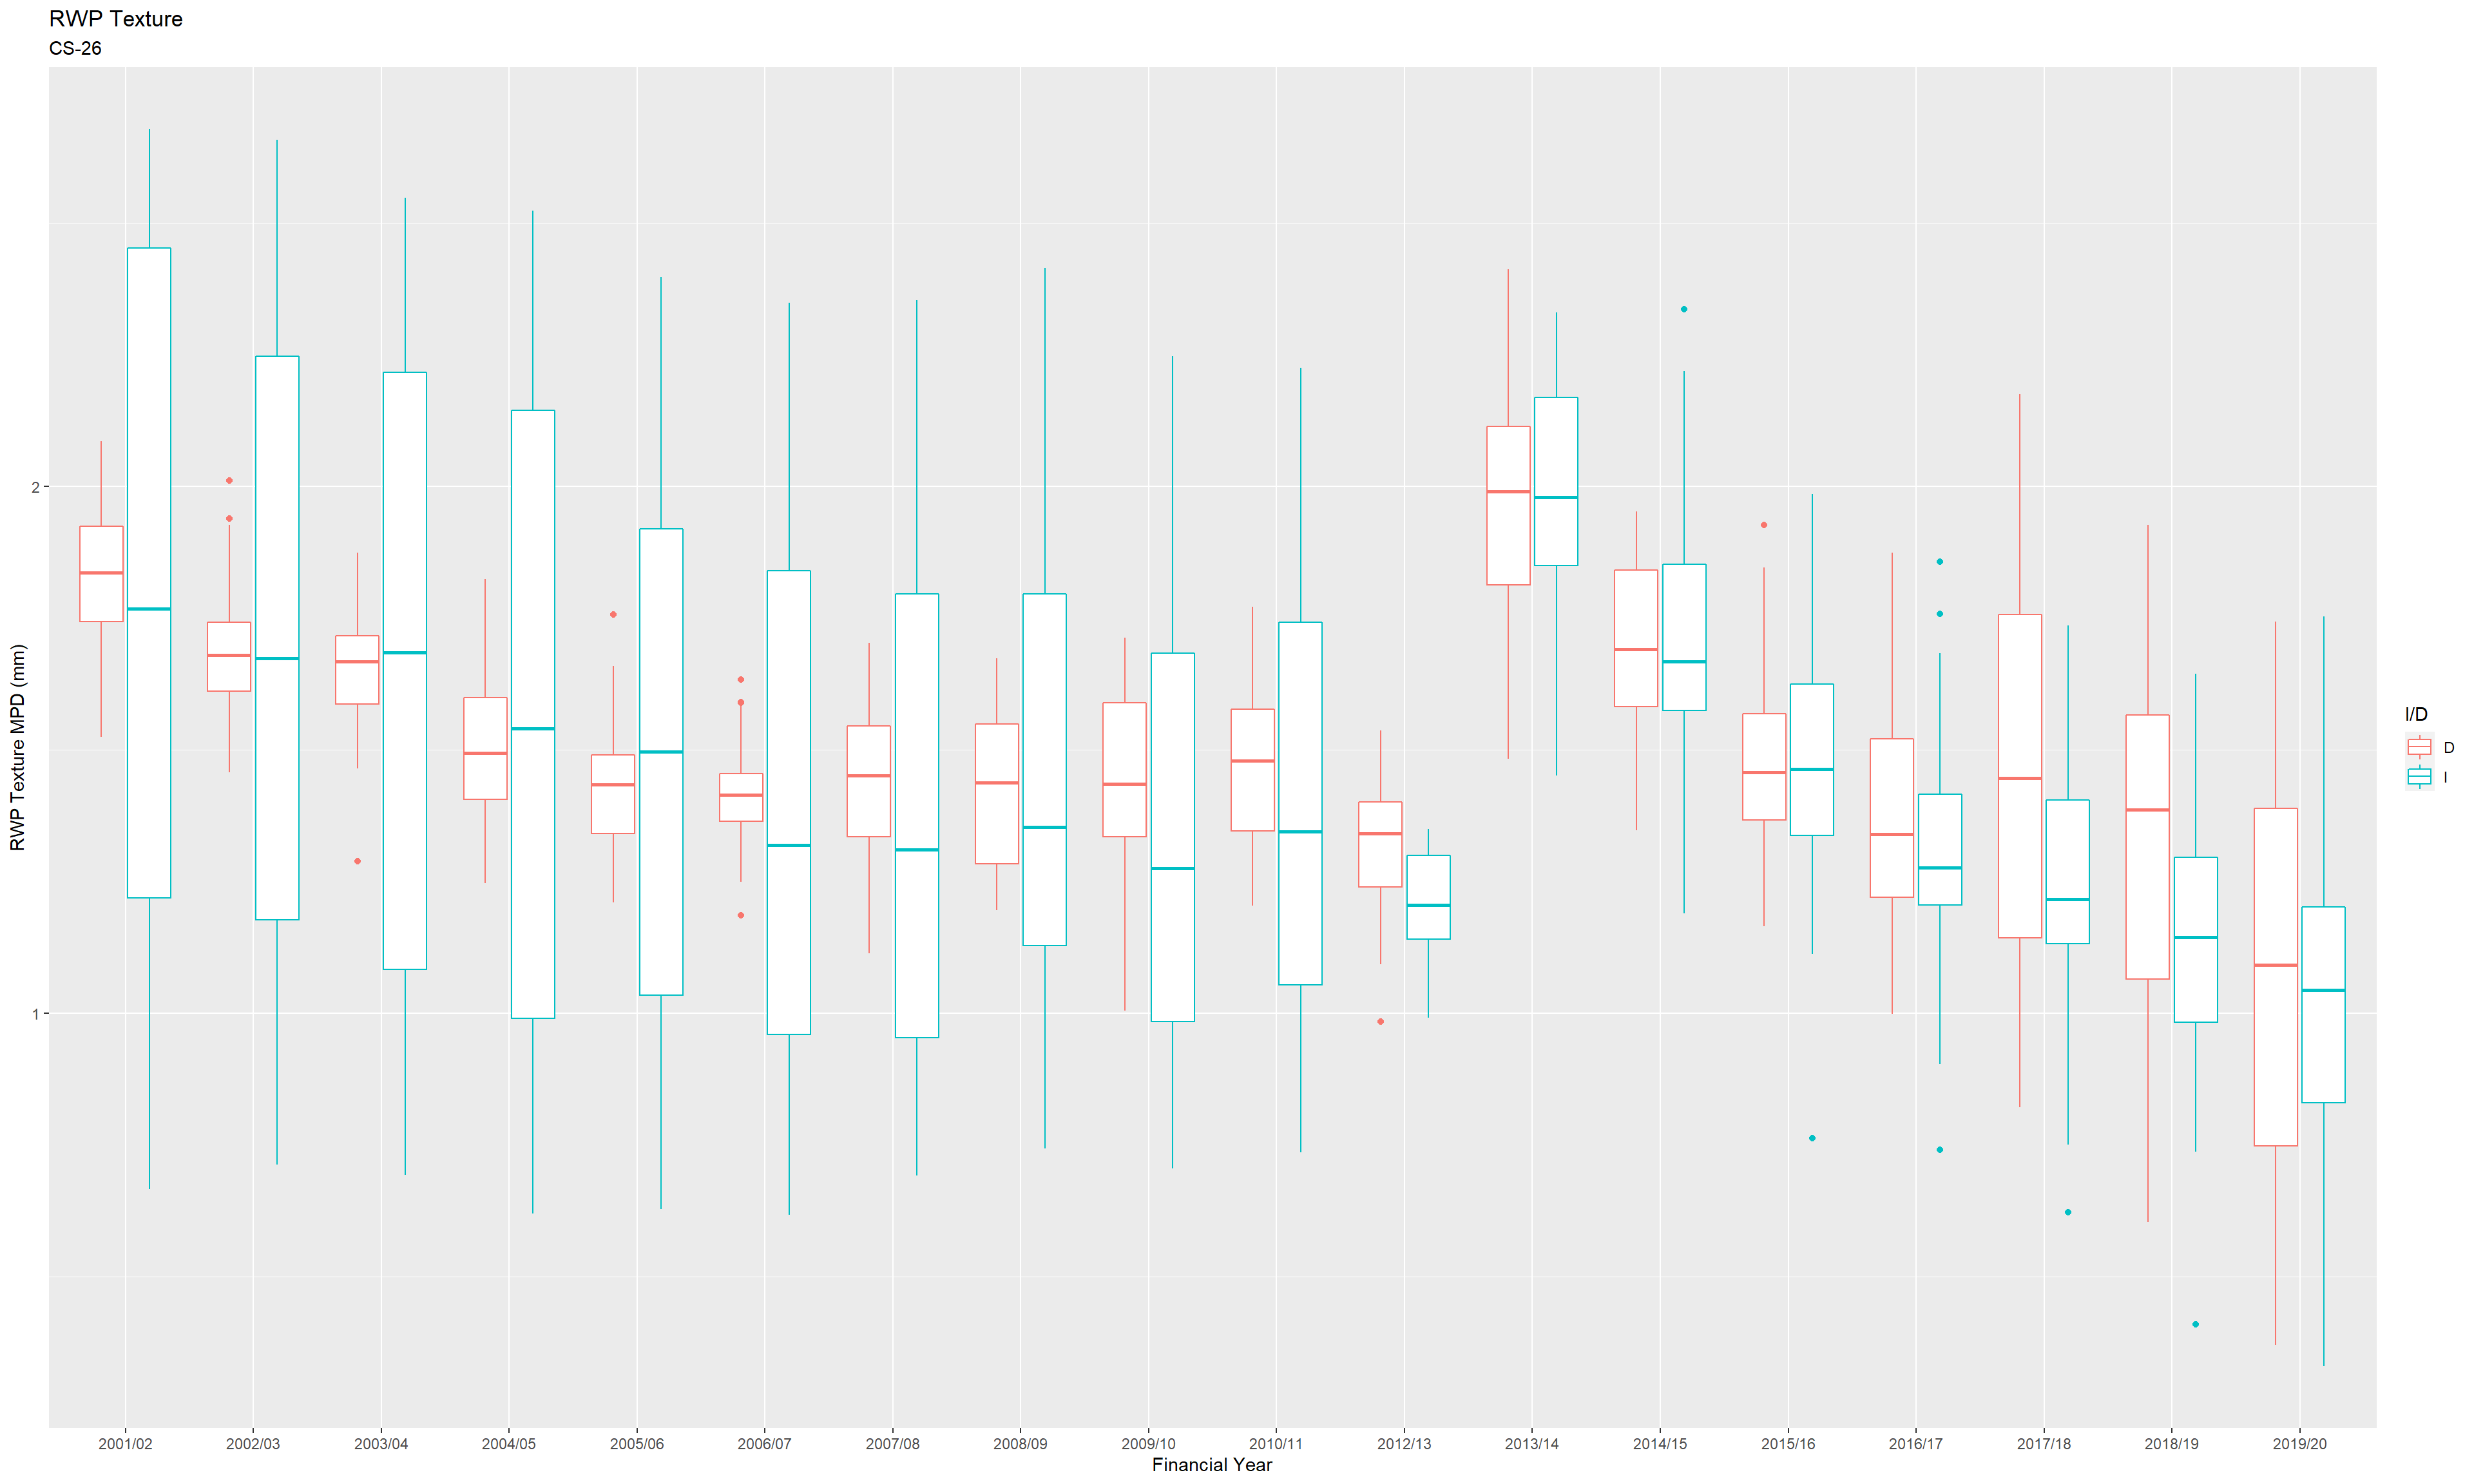 RWP Texture
CS-26
RWP Texture MPD (mm)
2
1
2001/02 2002/03 2003/04 2004/05 2005/06 2006/07 2007/08 2008/09 2009/10 2010/11 2012/13 2013/14 2014/15 2015/16 2016/17 2017/18 2018/19 2019/20
Financial Year
I/D
D
I